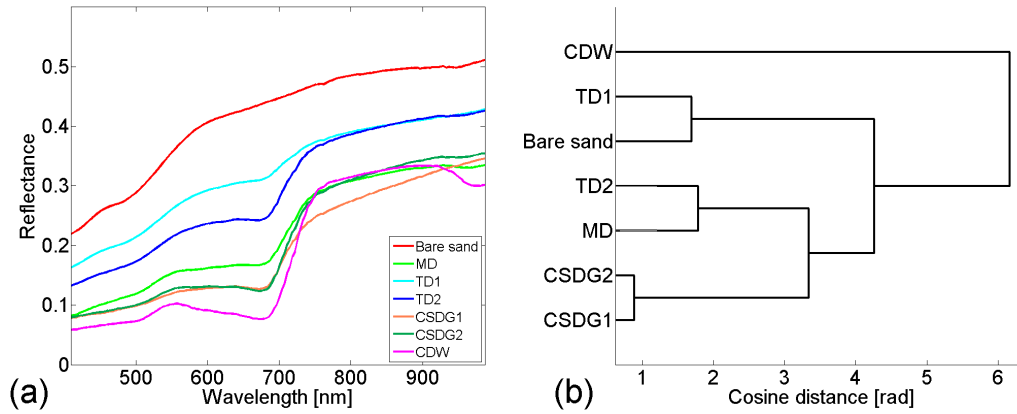 0.5
0.4
0.3
0.2
0.1
0
Reflectance
500 600 700 800 900
Wavelength [nm]
Bare sand
MD
TD1
TD2
CSDG1
CSDG2
CDW
(a)
CDW
TD1
Bare sand
TD2
MD
CSDG2
CSDG1
1 2 3 4 5 6
Cosine distance [rad]
(b)